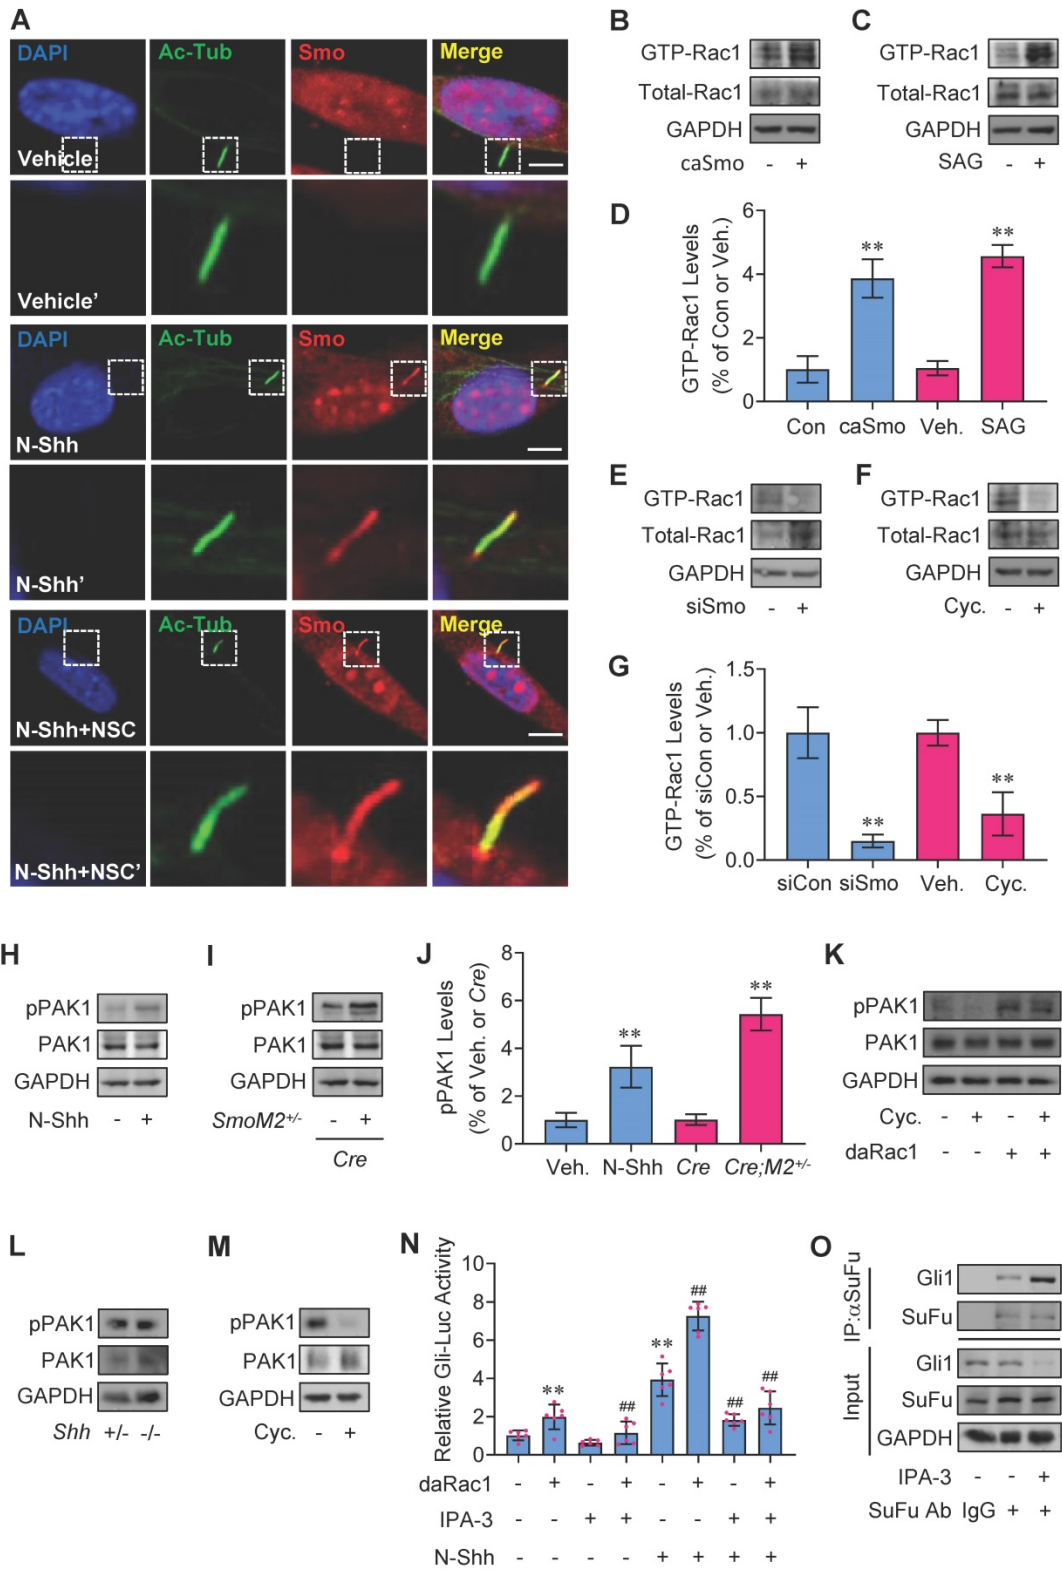 A
DAPI Ac-Tub Smo Merge
Vehicle
Vehicle’
DAPI Ac-Tub Smo Merge
N-Shh
N-Shh’
DAPI Ac-Tub Smo Merge
N-Shh+NSC
N-Shh+NSC’
B
GTP-Rac1
Total-Rac1
GAPDH
caSmo - +
C
GTP-Rac1
Total-Rac1
GAPDH
SAG - +
D
GTP-Rac1 Levels
(% of Con or Veh.)
6
4
2
0
** **
Con caSmo Veh. SAG
E
GTP-Rac1
Total-Rac1
GAPDH
siSmo - +
F
GTP-Rac1
Total-Rac1
GAPDH
Cyc. - +
G
GTP-Rac1 Levels
(% of siCon or Veh.)
1.5
1.0
0.5
0.0
** **
siCon siSmo Veh. Cyc.
H
pPAK1
PAK1
GAPDH
N-Shh - +
I
pPAK1
PAK1
GAPDH
SmoM2+/- - +
Cre
J
pPAK1 Levels
(% of Veh. or Cre)
8
6
4
2
0
** **
Veh. N-Shh Cre Cre;M2+/-
K
pPAK1
PAK1
GAPDH
Cyc. - + - +
daRac1 - - + +
L
pPAK1
PAK1
GAPDH
Shh +/- -/-
M
pPAK1
PAK1
GAPDH
Cyc. - +
N
Relative Gli-Luc Activity
10
8
6
4
2
0
** ## ** ## ## ##
daRac1 - + - + - + - +
IPA-3 - - + + - - + +
N-Shh - - - - + + + +
O
IP:αSuFu
Gli1
SuFu
Input
Gli1
SuFu
GAPDH
IPA-3 - - +
SuFu Ab IgG + +